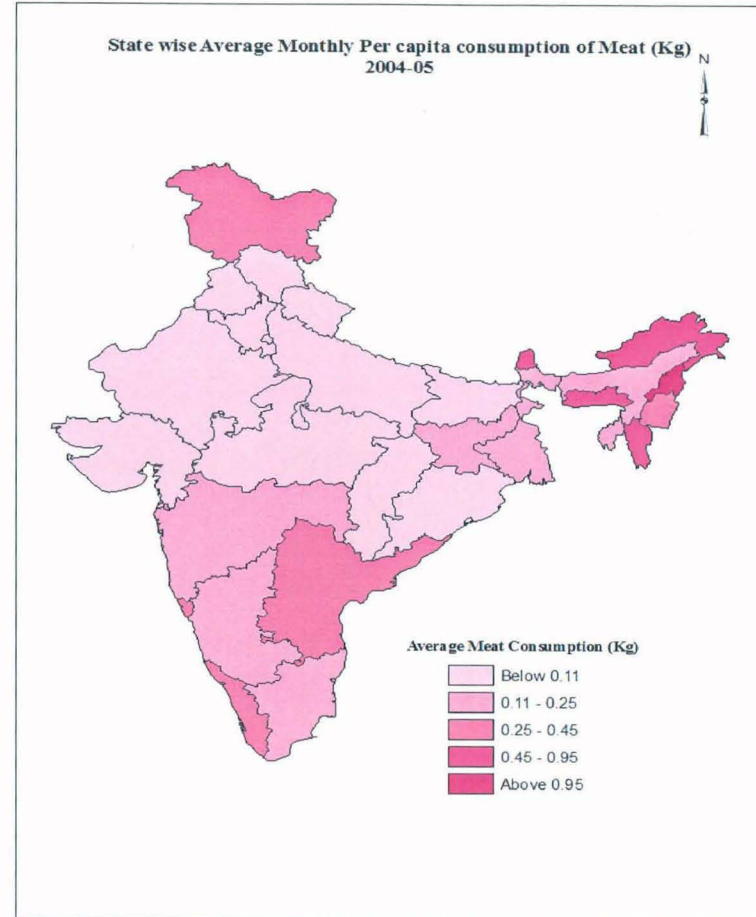 State wise Average Monthly Per capita consumption of Meat (Kg)
2004-05
N
Average Meat Consumption (Kg)
Below 0.11
0.11 - 0.25
0.25 - 0.45
0.45 - 0.95
Above 0.95